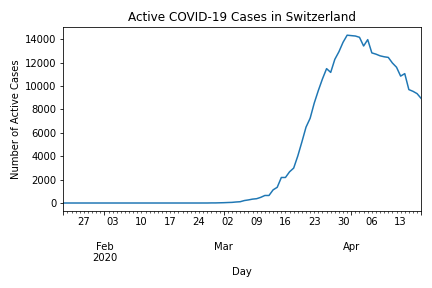 Active COVID-19 Cases in Switzerland
Number of Active Cases
14000
12000
10000
8000
6000
4000
2000
0
27 03 10 17 24 02 09 16 23 30 06 13
Feb Mar Apr
2020
Day